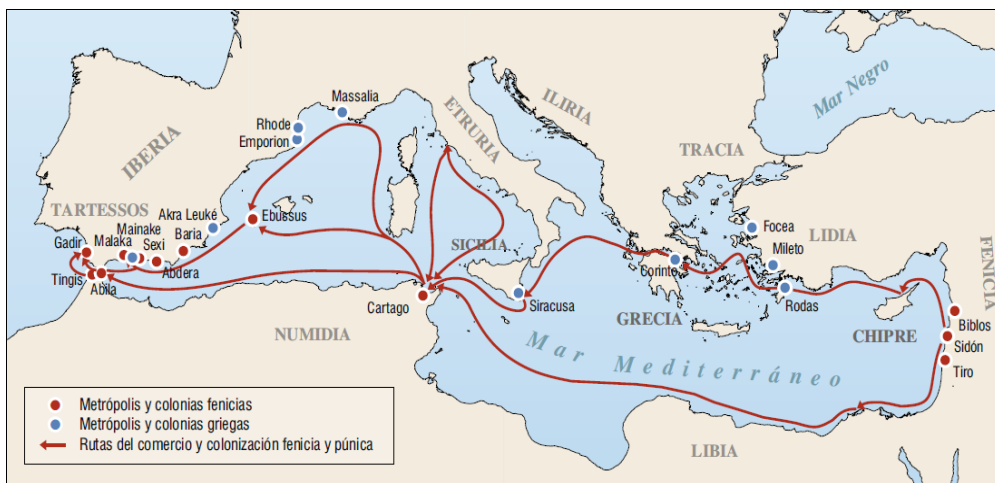 Massalia
Rhode
Emporion
IBERIA
ETRURIA
ILIRIA
Mar Negro
TRACIA
TARTESSOS
Akra Leuké
Ebussus
Mainake
Gadir
Malaka
Sexi
Baria
Abdera
Tingis
Abila
SICILIA
Focea
Mileto
LIDIA
FENICIA
Corinto
Cartago
Siracusa
Rodas
NUMIDIA
GRECIA
CHIPRE
Biblos
Sidón
Tiro
Mar Mediterráneo
LIBIA
Metrópolis y colonias fenicias
Metrópolis y colonias griegas
Rutas del comercio y colonización fenicia y púnica